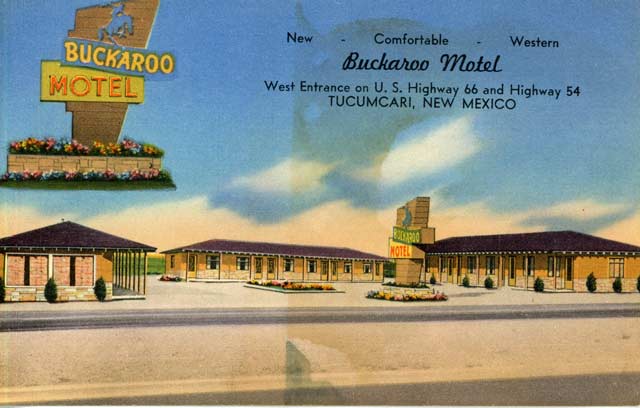 BUCKAROO
MOTEL
New - Comfortable - Western
Buckaroo Motel
West Entrance on U. S. Highway 66 and Highway 54
TUCUMCARI, NEW MEXICO
BUCKAROO
MOTEL